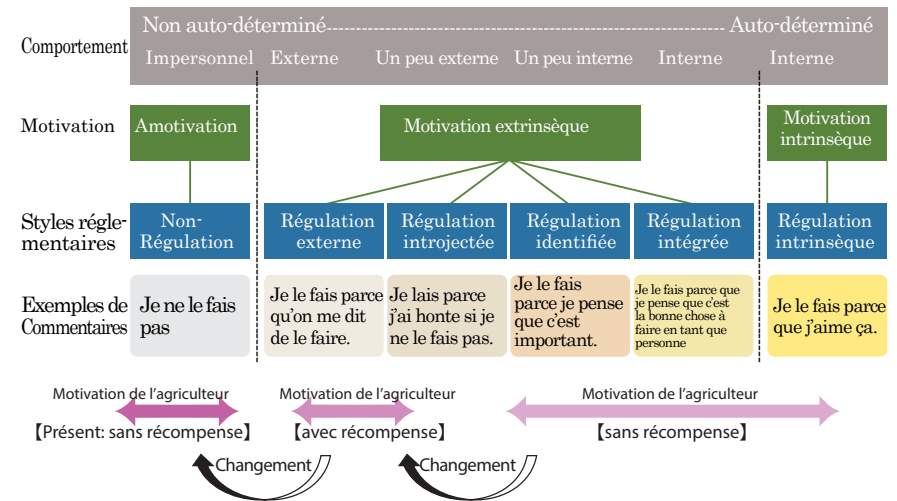 Non auto-déterminé------------------------------------------------------------ Auto-déterminé
Comportement
Impersonnel Externe Un peu externe Un peu interne Interne Interne
Motivation
Amotivation
Motivation extrinsèque
Motivation
intrinsèque
Styles régle-
mentaires
Non-
Régulation
Régulation
externe
Régulation
introjectée
Régulation
identifiée
Régulation
intégrée
Régulation
intrinsèque
Exemples de
Commentaires
Je ne le fais
pas
Je le fais parce
qu'on me dit
de le faire.
Je lais parce
j'ai honte si je
ne le fais pas.
Je le fais
parce je pense
que c'est
important.
Je le fais parce que
je pense que c'est
la bonne chose à
faire en tant que
personne
Je le fais parce
que j'aime ça.
Motivation de l'agriculteur
【Présent: sans récompense】
Motivation de l'agriculteur
【avec récompense】
Motivation de l'agriculteur
【sans récompense】
Changement
Changement